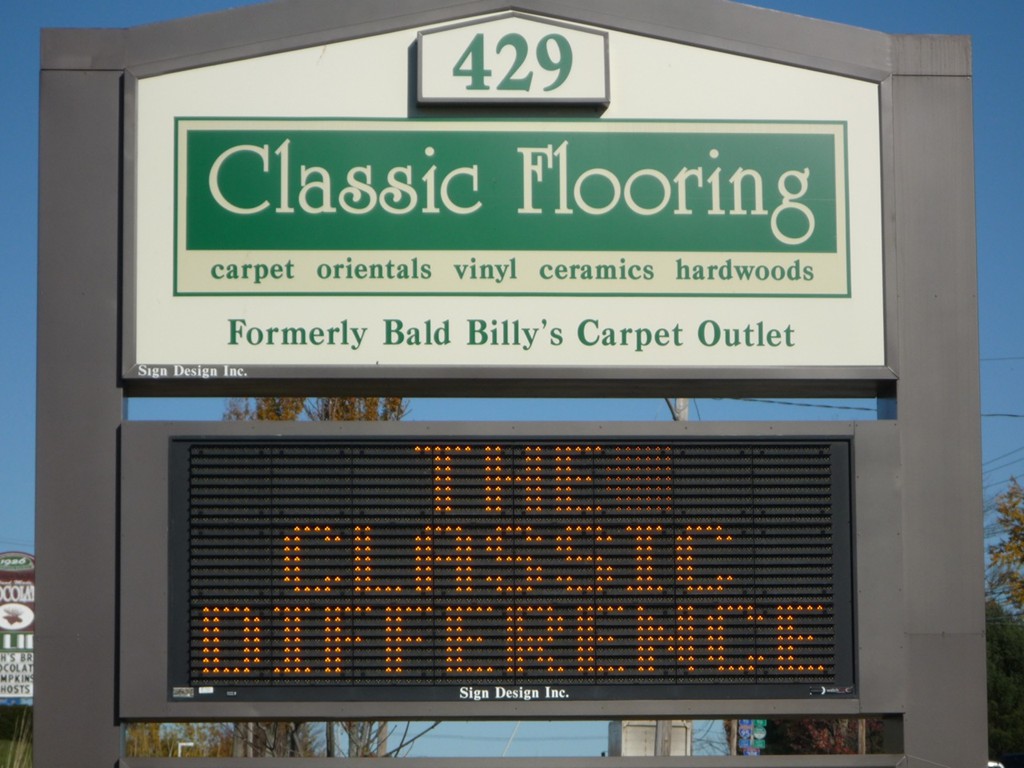 429
Classic Flooring
carpet orientals vinyl ceramics hardwoods
Formerly Bald Billy's Carpet Outlet
Sign Design Inc.
THE
CLASSIC
DIFFERENCE
Sign Design Inc.